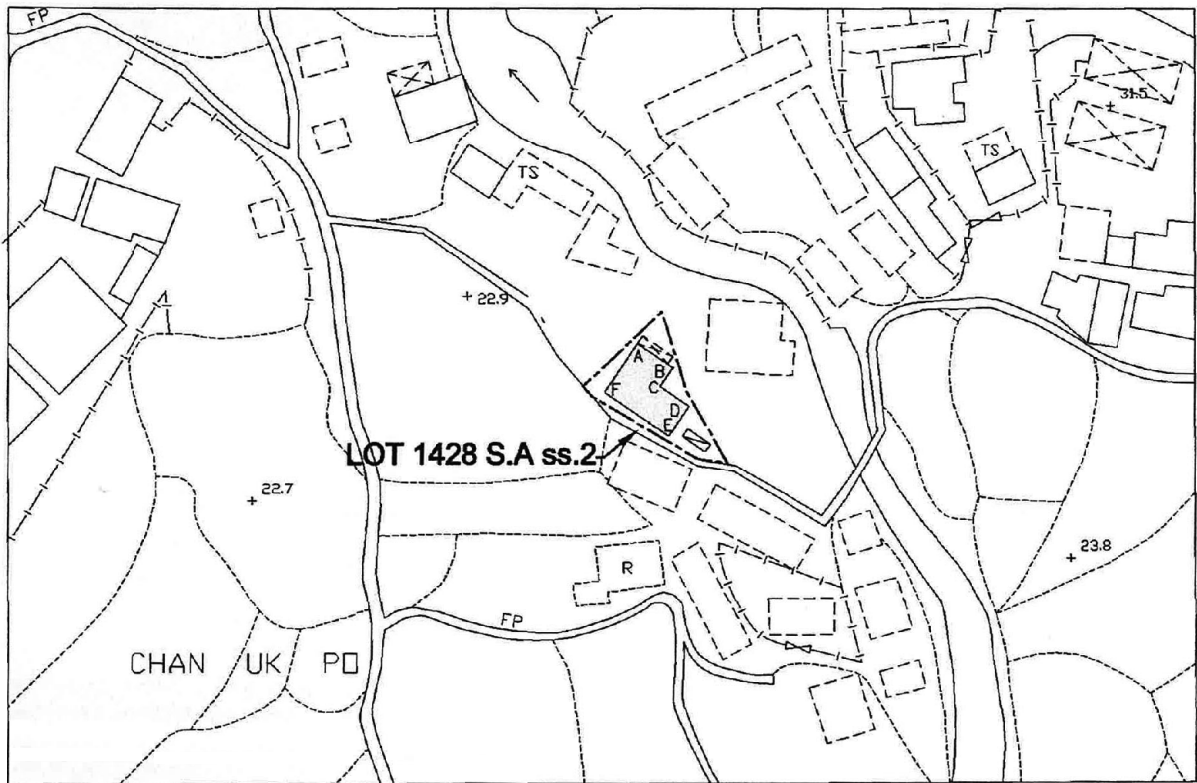 FP
31.5
TS
TS
22.9
A
B
C
F
D
E
LOT 1428 S.A ss.2
22.7
23.8
R
FP
CHAN UK PO